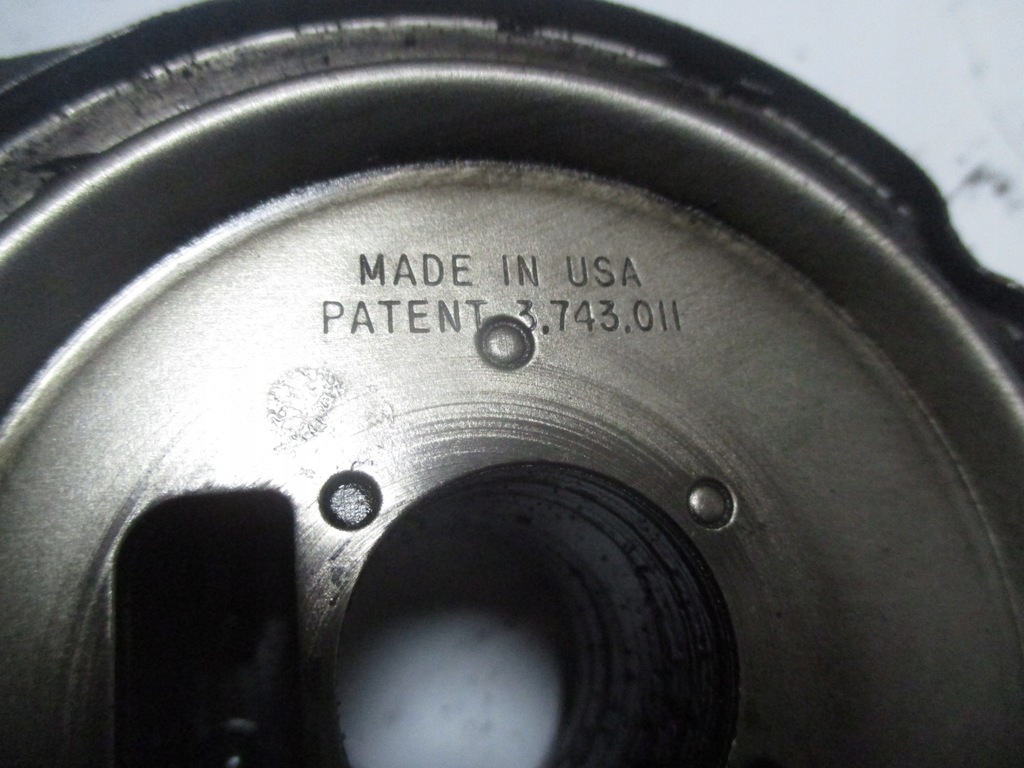 MADE IN USA
PATENT 3,743,011